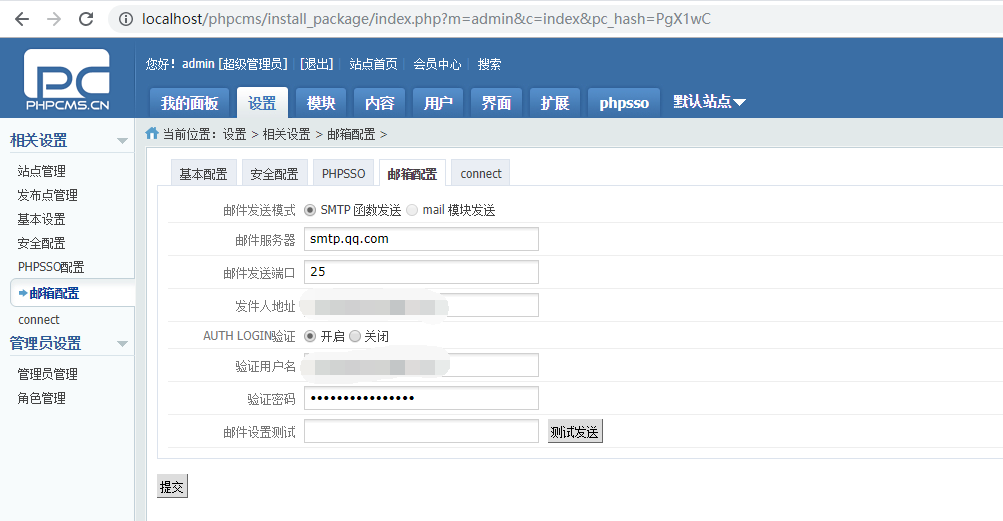 localhost/phpcms/install_package/index.php?m=admin&c=index&pc_hash=PgX1wC
PC
PHPCMS.CN
您好！admin [超级管理员] | [退出] | 站点首页 | 会员中心 | 搜索
我的面板 设置 模块 内容 用户 界面 扩展 phpsso 默认站点
相关设置
站点管理
发布点管理
基本设置
安全配置
PHPSSO配置
邮箱配置
connect
管理员设置
管理员管理
角色管理
当前位置：设置 > 相关设置 > 邮箱配置 >
基本配置 安全配置 PHPSSO 邮箱配置 connect
邮件发送模式 SMTP 函数发送 mail 模块发送
邮件服务器 smtp.qq.com
邮件发送端口 25
发件人地址
AUTH LOGIN验证 开启 关闭
验证用户名
验证密码 ••••••••••••••••
邮件设置测试 测试发送
提交